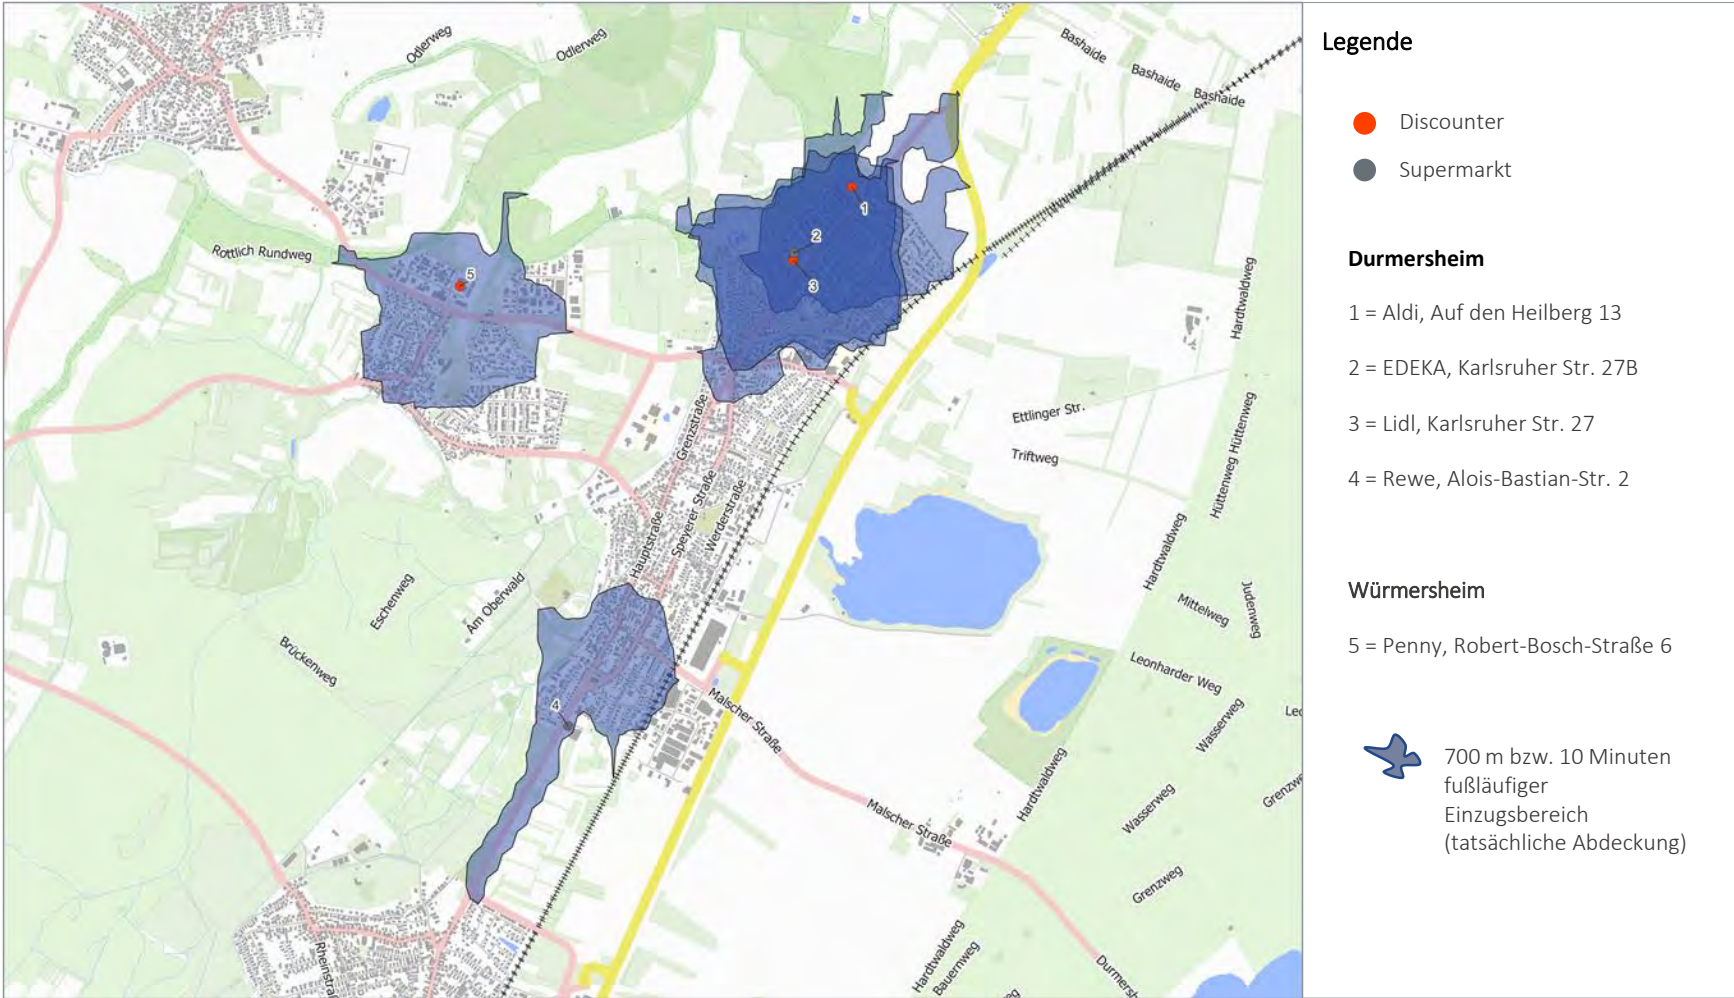 Odlerweg
Odlerweg
Bashaide
Bashaide
Bashaide
Rottlich Rundweg
1
2
3
5
Hardtwaldweg
Ettlinger Str.
Triftweg
Grenzstraße
Speyerer Straße
Hauptstraße
Werderstraße
Hüttenweg Hüttenweg
Hardtwaldweg
Eschenweg
Am Oberwald
Brückenweg
Mittelweg
Judenweg
Leonharder Weg
4
Malscher Straße
Wasserweg
Hardtwaldweg
Malscher Straße
Wasserweg
Grenzweg
Hardtwaldweg
Bauernweg
Rheinstra
Durmersh
Legende
Discounter
Supermarkt
Durmersheim
1 = Aldi, Auf den Heilberg 13
2 = EDEKA, Karlsruher Str. 27B
3 = Lidl, Karlsruher Str. 27
4 = Rewe, Alois-Bastian-Str. 2
Würmersheim
5 = Penny, Robert-Bosch-Straße 6
700 m bzw. 10 Minuten
fußläufiger
Einzugsbereich
(tatsächliche Abdeckung)